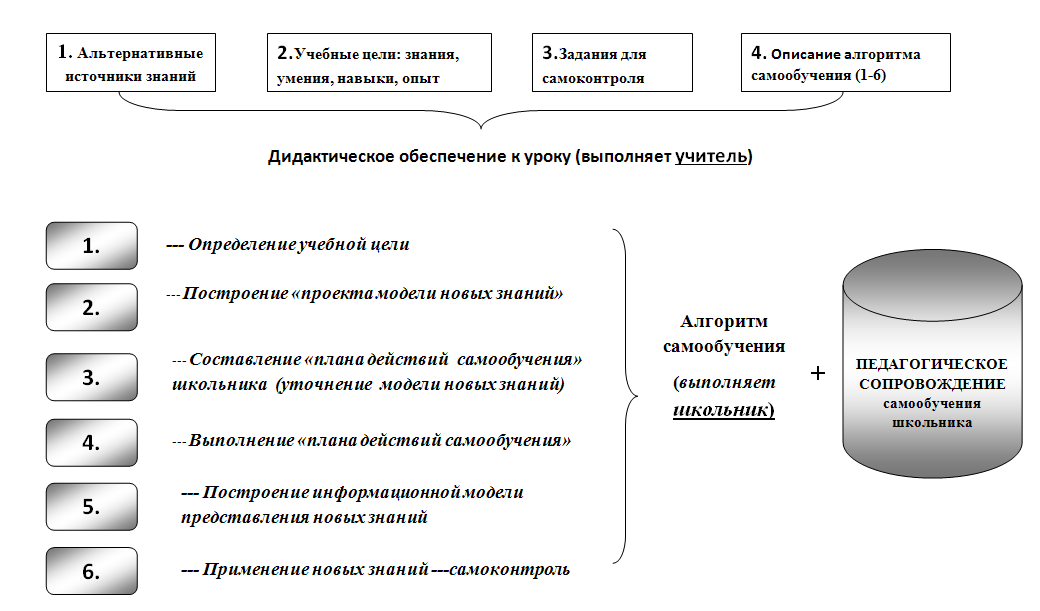 1. Альтернативные
источники знаний
2.Учебные цели: знания,
умения, навыки, опыт
3.Задания для
самоконтроля
4. Описание алгоритма
самообучения (1-6)
Дидактическое обеспечение к уроку (выполняет учитель)
1.
--- Определение учебной цели
2.
--- Построение «проекта модели новых знаний»
3.
--- Составление «плана действий самообучения»
школьника (уточнение модели новых знаний)
4.
--- Выполнение «плана действий самообучения»
5.
--- Построение информационной модели
представления новых знаний
6.
--- Применение новых знаний ---самоконтроль
Алгоритм
самообучения
(выполняет
школьник)
+
ПЕДАГОГИЧЕСКОЕ
СОПРОВОЖДЕНИЕ
самообучения
школьника